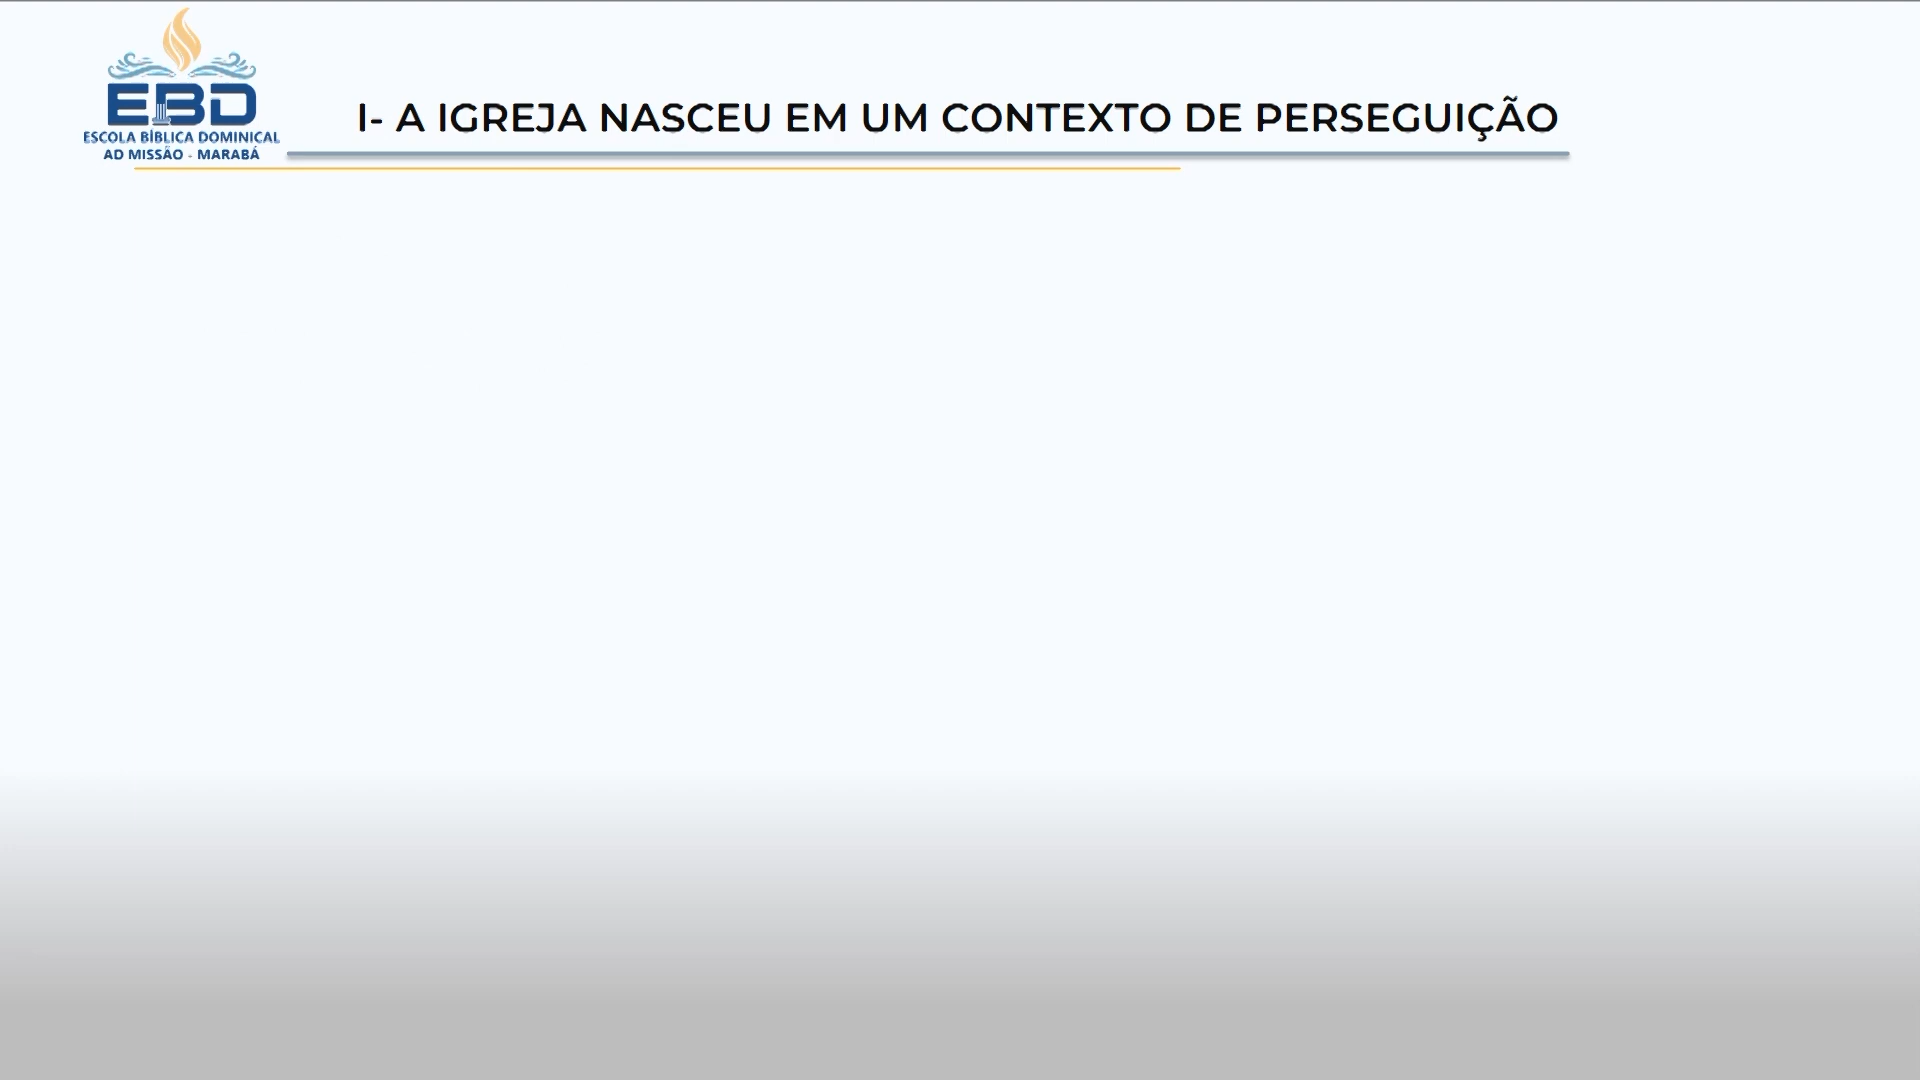 EBD
ESCOLA BÍBLICA DOMINICAL
AD MISSÃO - MARABÁ
I- A IGREJA NASCEU EM UM CONTEXTO DE PERSEGUIÇÃO